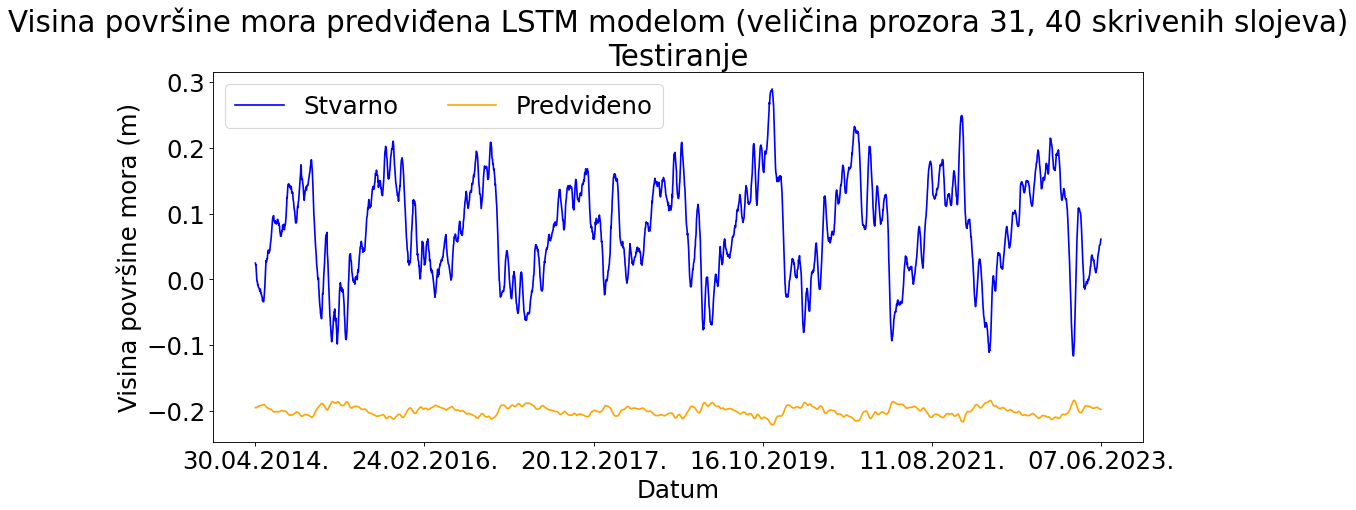 Visina površine mora predviđena LSTM modelom (veličina prozora 31, 40 skrivenih slojeva)
Testiranje
Stvarno Predviđeno
Visina površine mora (m)
0.3
0.2
0.1
0.0
−0.1
−0.2
30.04.2014. 24.02.2016. 20.12.2017. 16.10.2019. 11.08.2021. 07.06.2023.
Datum